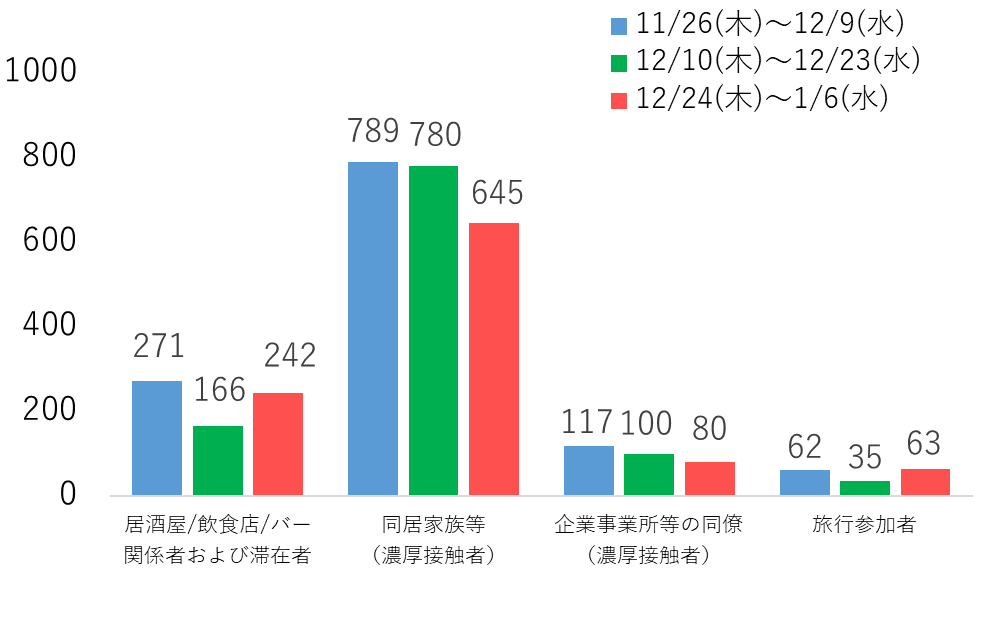 11/26(木)～12/9(水)
12/10(木)～12/23(水)
12/24(木)～1/6(水)
1000
800
600
400
200
0
271
166
242
789
780
645
117
100
80
62
35
63
居酒屋/飲食店/バー
関係者および滞在者
同居家族等
（濃厚接触者）
企業事業所等の同僚
（濃厚接触者）
旅行参加者